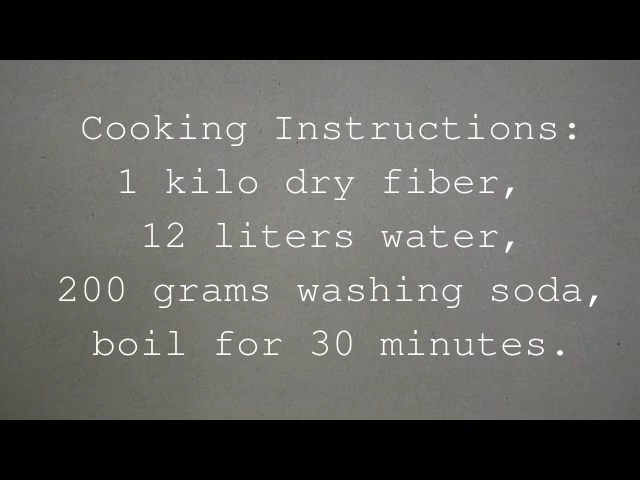 Cooking Instructions:
1 kilo dry fiber,
12 liters water,
200 grams washing soda,
boil for 30 minutes.